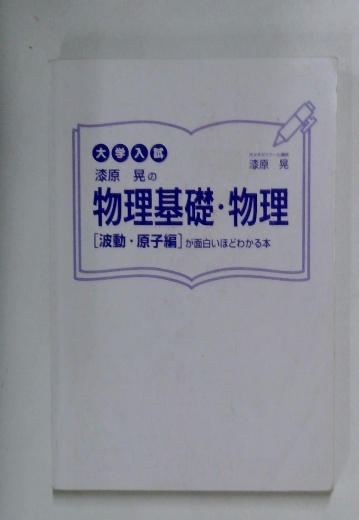 大学入試
漆原 晃の
漆原 晃
物理基礎・物理
[波動・原子編]が面白いほどわかる本